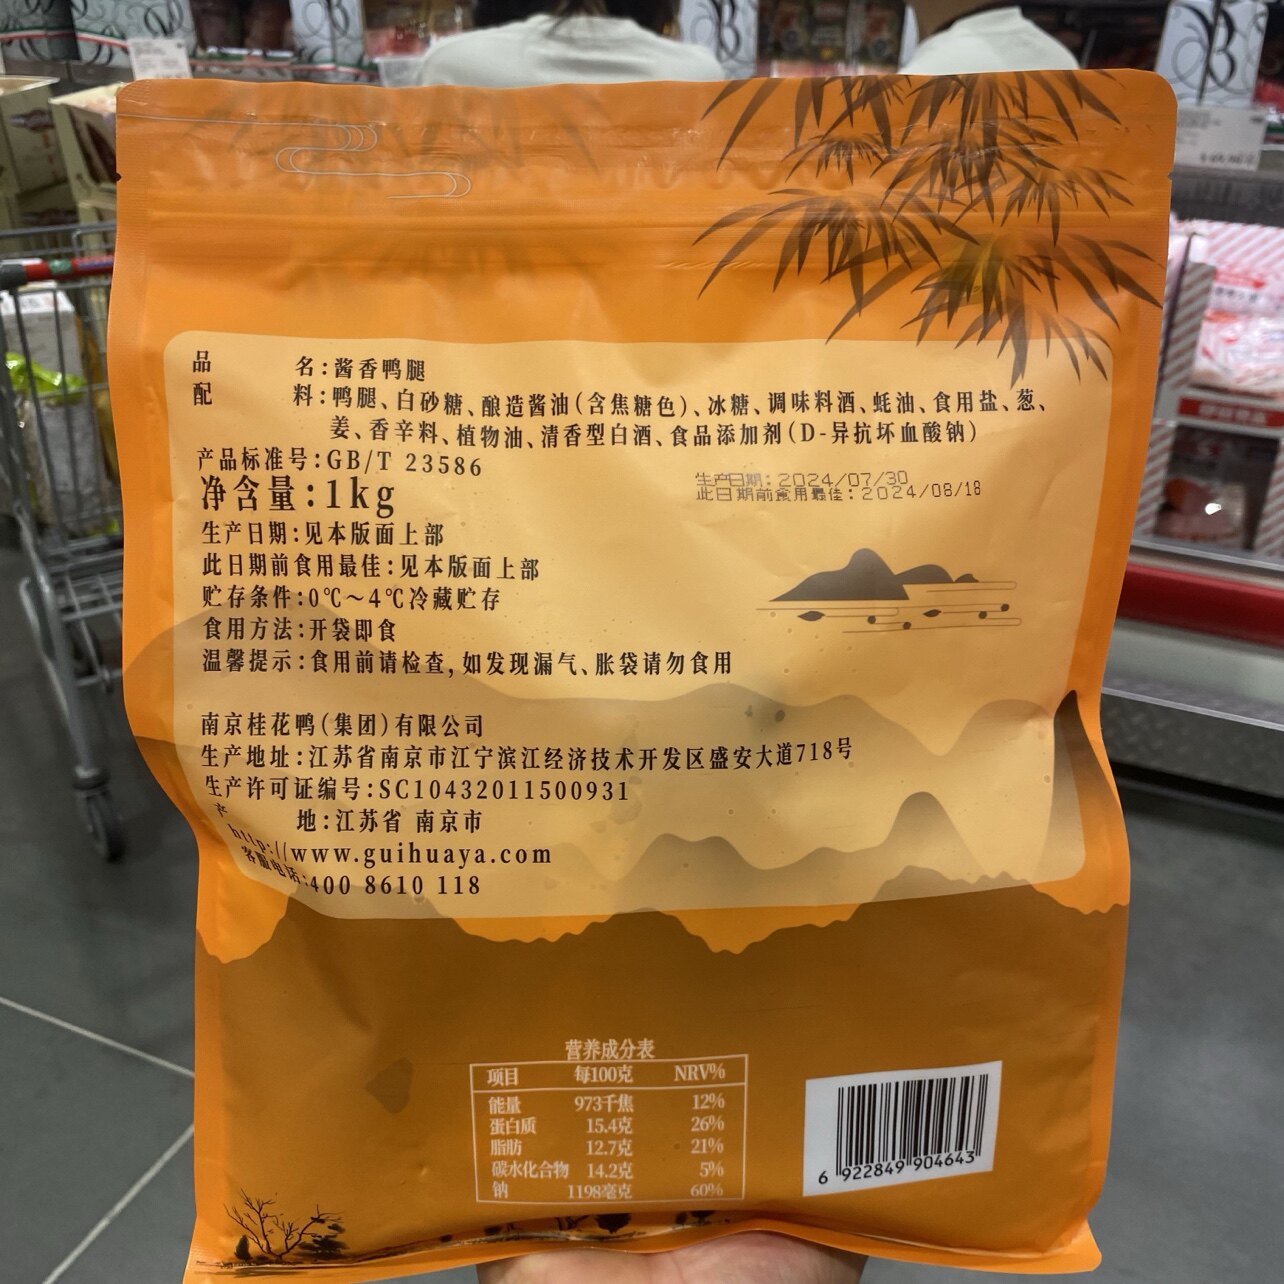 品 名:酱香鸭腿
配 料:鸭腿、白砂糖、酿造酱油(含焦糖色)、冰糖、调味料酒、蚝油、食用盐、葱、
姜、香辛料、植物油、清香型白酒、食品添加剂(D-异抗坏血酸钠)
产品标准号:GB/T 23586
净含量:1kg
生产日期:2024/07/30
此日期前食用最佳:2024/08/18
生产日期:见本版面上部
此日期前食用最佳:见本版面上部
贮存条件:0℃~4℃冷藏贮存
食用方法:开袋即食
温馨提示:食用前请检查,如发现漏气、胀袋请勿食用
南京桂花鸭(集团)有限公司
生产地址:江苏省南京市江宁滨江经济技术开发区盛安大道718号
生产许可证编号:SC10432011500931
产 地:江苏省 南京市
http://www.guihuaya.com
客服电话:400 8610 118
营养成分表
项目 每100克 NRV%
能量 973千焦 12%
蛋白质 15.4克 26%
脂肪 12.7克 21%
碳水化合物 14.2克 5%
钠 1198毫克 60%
6 922849 904643